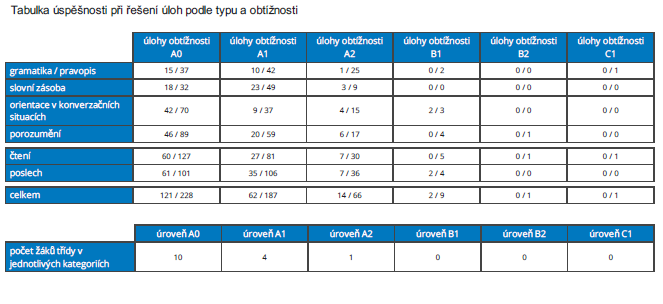 Tabulka úspěšnosti při řešení úloh podle typu a obtížnosti
úlohy obtížnosti A0 úlohy obtížnosti A1 úlohy obtížnosti A2 úlohy obtížnosti B1 úlohy obtížnosti B2 úlohy obtížnosti C1
gramatika / pravopis 15 / 37 10 / 42 1 / 25 0 / 2 0 / 0 0 / 1
slovní zásoba 18 / 32 23 / 49 3 / 9 0 / 0 0 / 0 0 / 0
orientace v konverzačních situacích 42 / 70 9 / 37 4 / 15 2 / 3 0 / 0 0 / 0
porozumění 46 / 89 20 / 59 6 / 17 0 / 4 0 / 1 0 / 0
čtení 60 / 127 27 / 81 7 / 30 0 / 5 0 / 1 0 / 1
poslech 61 / 101 35 / 106 7 / 36 2 / 4 0 / 0 0 / 0
celkem 121 / 228 62 / 187 14 / 66 2 / 9 0 / 1 0 / 1
úroveň A0 úroveň A1 úroveň A2 úroveň B1 úroveň B2 úroveň C1
počet žáků třídy v jednotlivých kategoriích 10 4 1 0 0 0